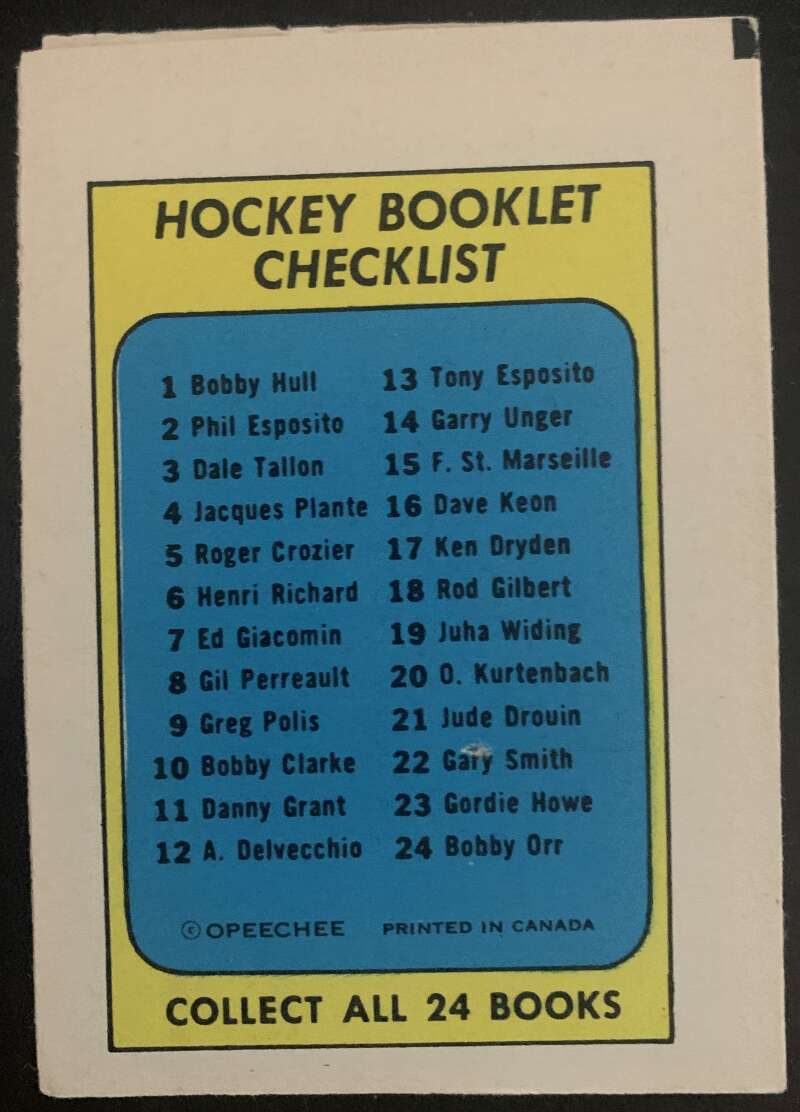 HOCKEY BOOKLET
CHECKLIST
1 Bobby Hull
2 Phil Esposito
3 Dale Tallon
4 Jacques Plante
5 Roger Crozier
6 Henri Richard
7 Ed Giacomin
8 Gil Perreault
9 Greg Polis
10 Bobby Clarke
11 Danny Grant
12 A. Delvecchio
13 Tony Esposito
14 Garry Unger
15 F. St. Marseille
16 Dave Keon
17 Ken Dryden
18 Rod Gilbert
19 Juha Widing
20 O. Kurtenbach
21 Jude Drouin
22 Gary Smith
23 Gordie Howe
24 Bobby Orr
© OPEECHEE PRINTED IN CANADA
COLLECT ALL 24 BOOKS